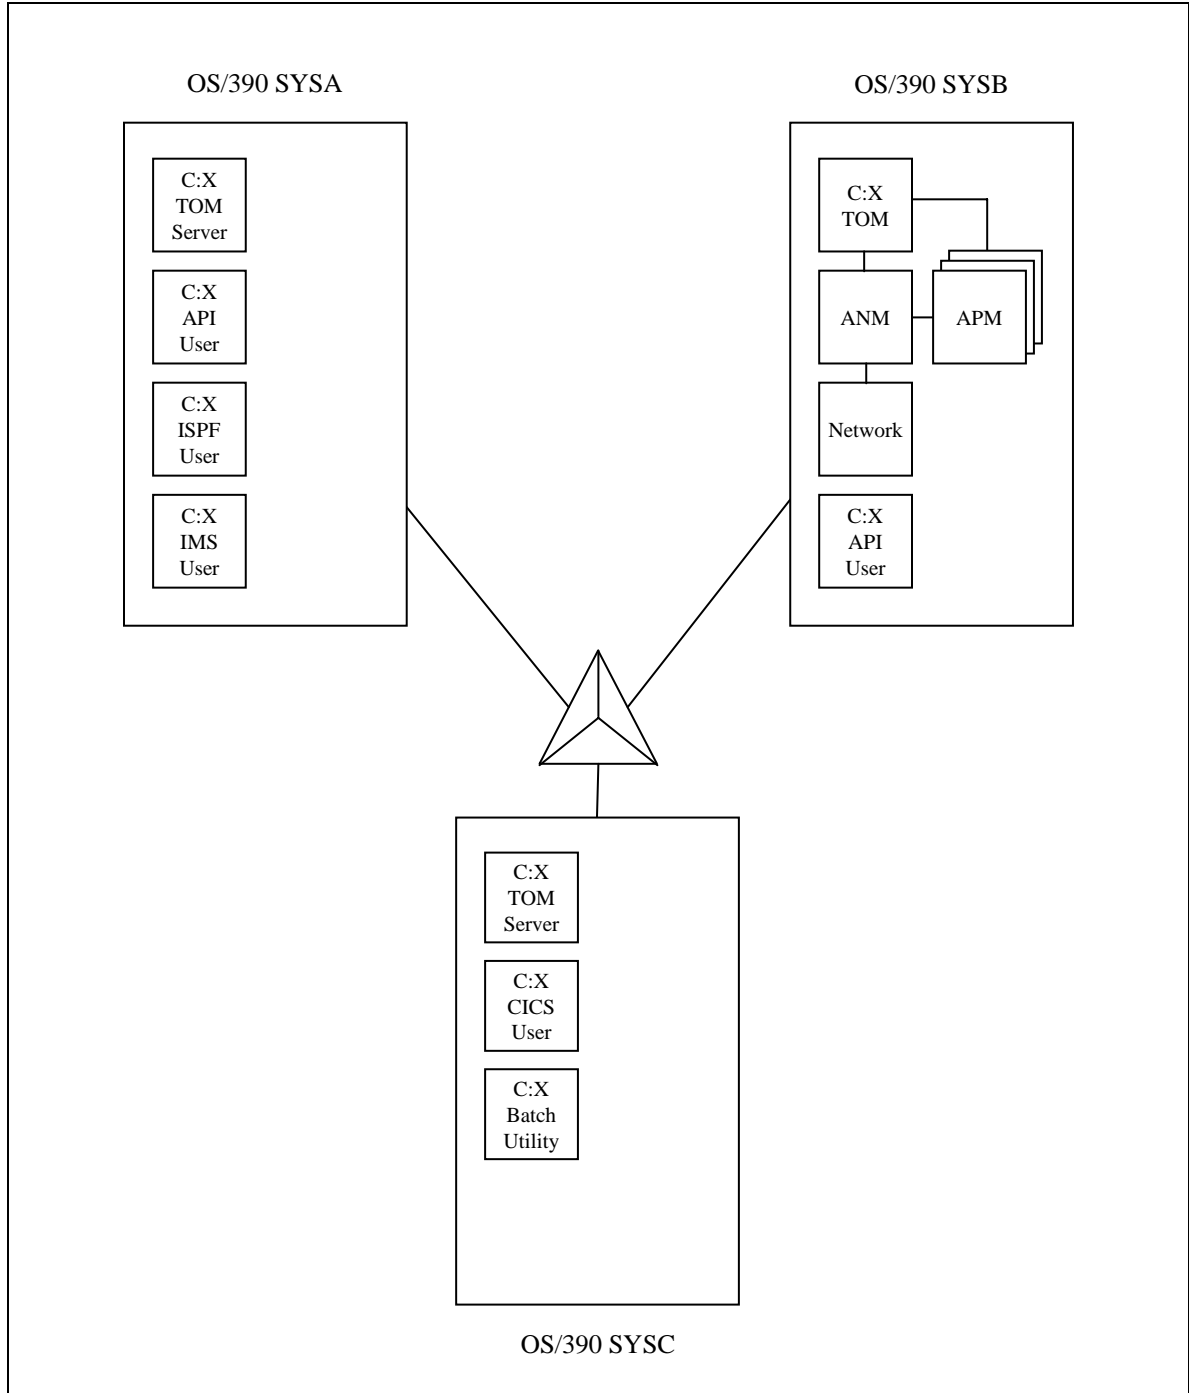 OS/390 SYSA
C:X
TOM
Server
C:X
API
User
C:X
ISPF
User
C:X
IMS
User
OS/390 SYSB
C:X
TOM
ANM
APM
Network
C:X
API
User
C:X
TOM
Server
C:X
CICS
User
C:X
Batch
Utility
OS/390 SYSC